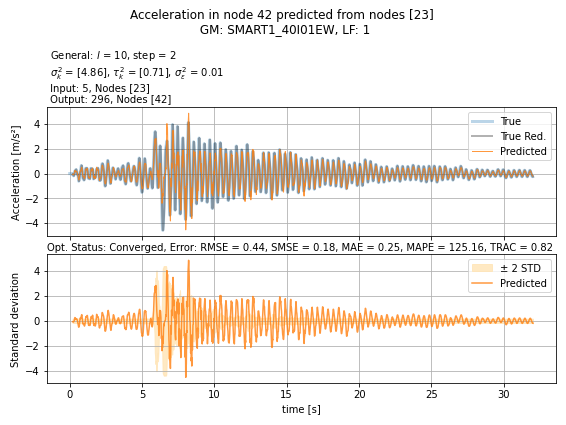 Acceleration in node 42 predicted from nodes [23]
GM: SMART1_40I01EW, LF: 1
General: l = 10, step = 2
σ²ₖ = [4.86], τ²ₖ = [0.71], σ²ε = 0.01
Input: 5, Nodes [23]
Output: 296, Nodes [42]
Acceleration [m/s²]
4
2
0
−2
−4
True
True Red.
Predicted
Opt. Status: Converged, Error: RMSE = 0.44, SMSE = 0.18, MAE = 0.25, MAPE = 125.16, TRAC = 0.82
Standard deviation
4
2
0
−2
−4
± 2 STD
Predicted
0 5 10 15 20 25 30
time [s]